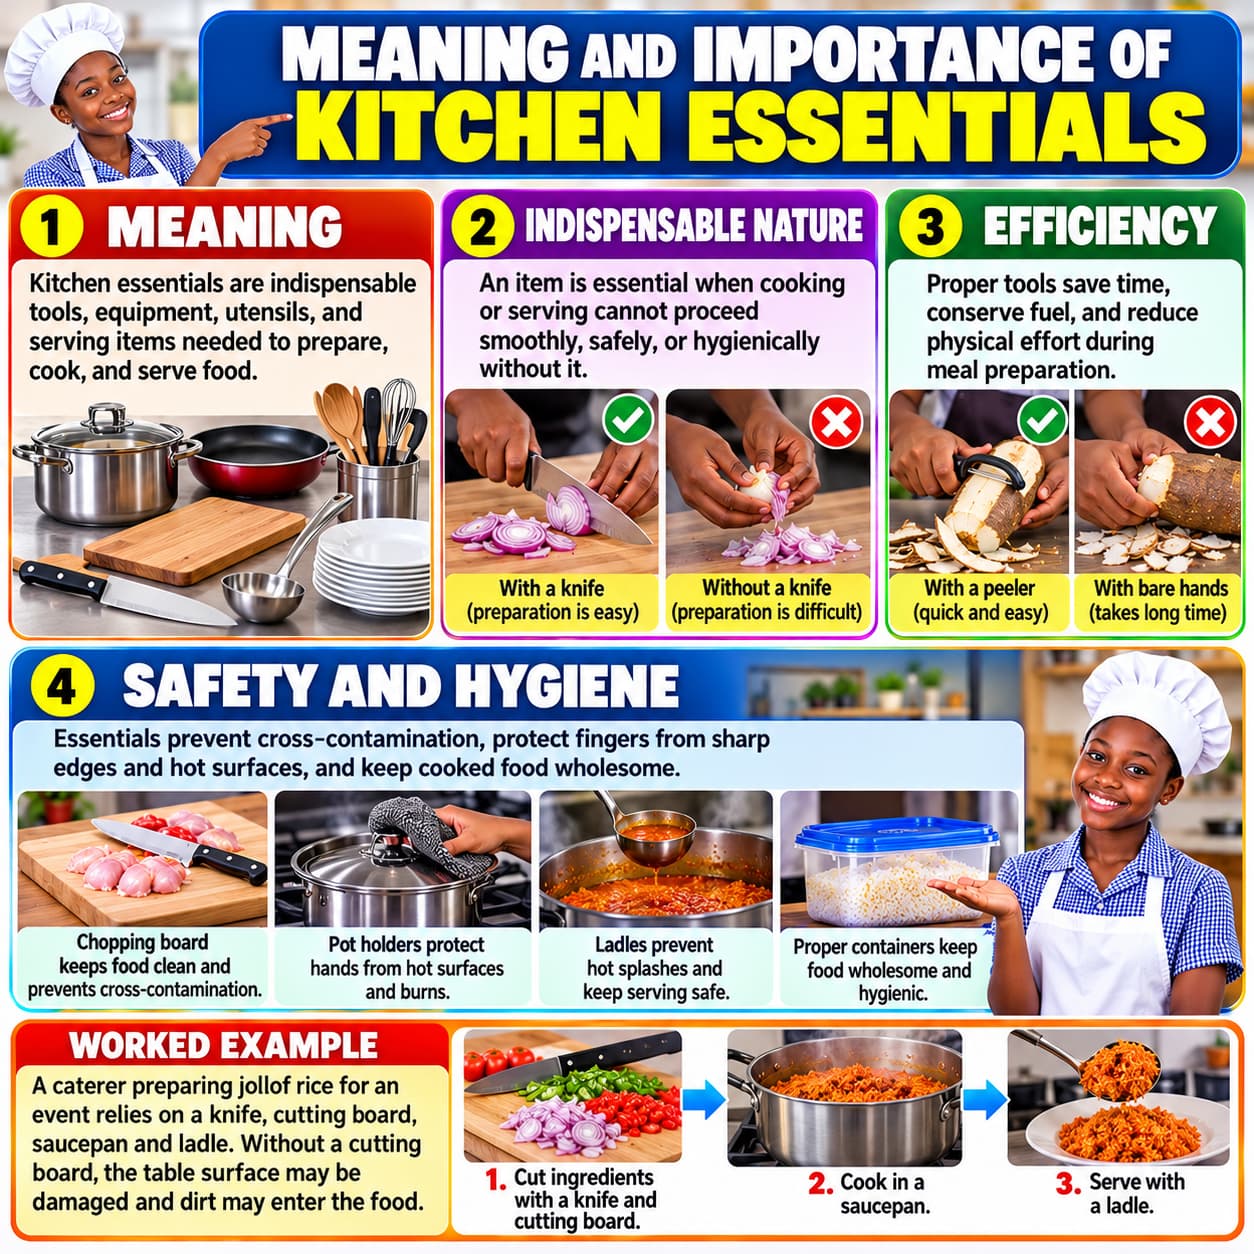 MEANING AND IMPORTANCE OF
KITCHEN ESSENTIALS
1 MEANING
Kitchen essentials are indispensable
tools, equipment, utensils, and
serving items needed to prepare,
cook, and serve food.
2 INDISPENSABLE NATURE
An item is essential when cooking
or serving cannot proceed
smoothly, safely, or hygienically
without it.
With a knife
(preparation is easy)
Without a knife
(preparation is difficult)
3 EFFICIENCY
Proper tools save time,
conserve fuel, and reduce
physical effort during
meal preparation.
With a peeler
(quick and easy)
With bare hands
(takes long time)
4 SAFETY AND HYGIENE
Essentials prevent cross-contamination, protect fingers from sharp
edges and hot surfaces, and keep cooked food wholesome.
Chopping board
keeps food clean and
prevents cross-contamination.
Pot holders protect
hands from hot surfaces
and burns.
Ladles prevent
hot splashes and
keep serving safe.
Proper containers keep
food wholesome and
hygienic.
WORKED EXAMPLE
A caterer preparing jollof rice for an
event relies on a knife, cutting board,
saucepan and ladle. Without a cutting
board, the table surface may be
damaged and dirt may enter the food.
1. Cut ingredients
with a knife and
cutting board.
2. Cook in a
saucepan.
3. Serve with
a ladle.